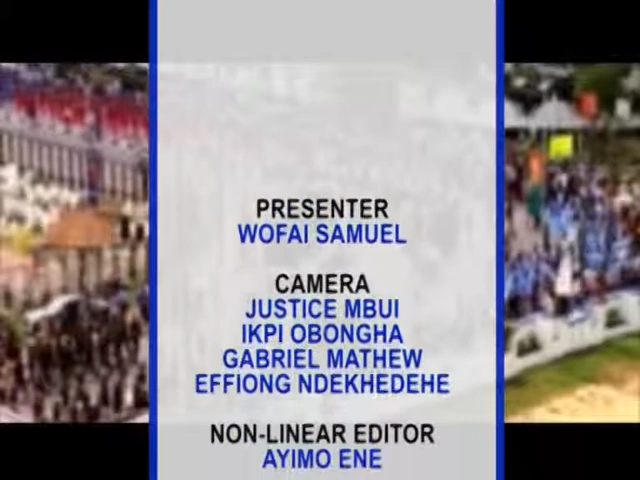 PRESENTER
WOFAI SAMUEL
CAMERA
JUSTICE MBUI
IKPI OBONGHA
GABRIEL MATHEW
EFFIONG NDEKHEDEHE
NON-LINEAR EDITOR
AYIMO ENE